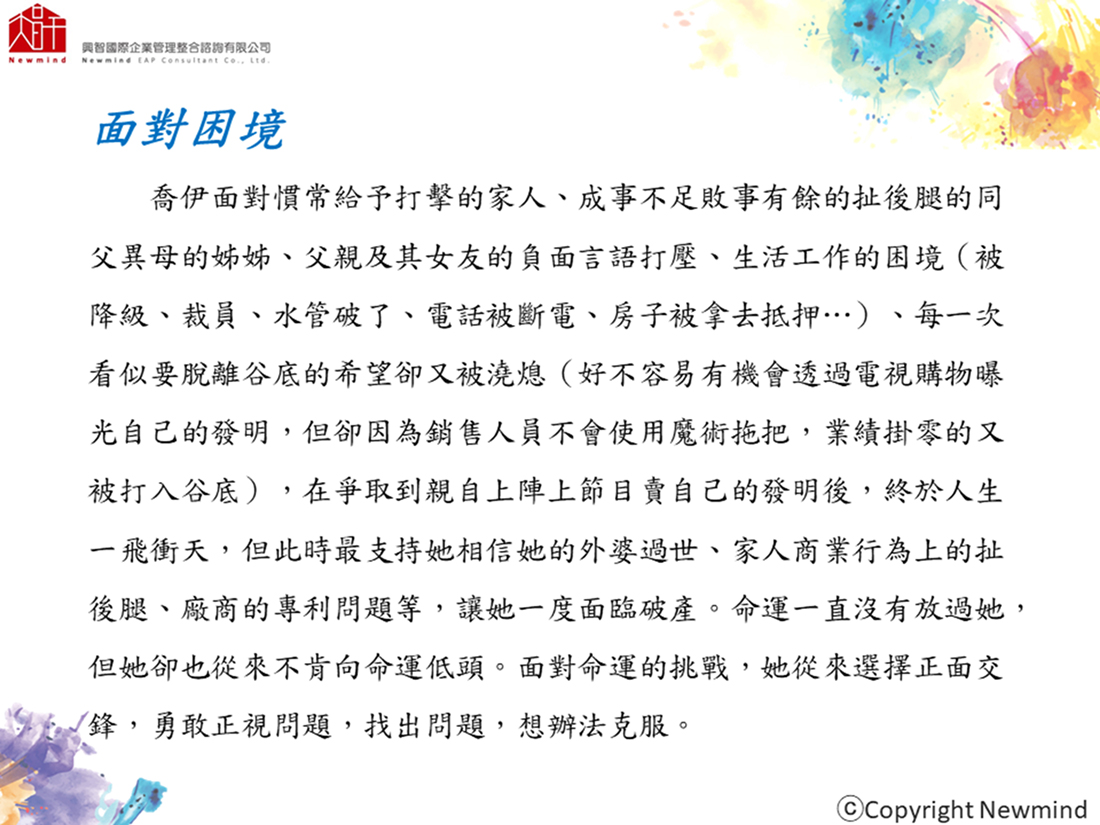 Newmind
興智國際企業管理整合諮詢有限公司
Newmind EAP Consultant Co., Ltd.
面對困境
喬伊面對慣常給予打擊的家人、成事不足敗事有餘的扯後腿的同
父異母的姊姊、父親及其女友的負面言語打壓、生活工作的困境（被
降級、裁員、水管破了、電話被斷電、房子被拿去抵押…）、每一次
看似要脫離谷底的希望卻又被澆熄（好不容易有機會透過電視購物曝
光自己的發明，但卻因為銷售人員不會使用魔術拖把，業績掛零的又
被打入谷底），在爭取到親自上陣上節目賣自己的發明後，終於人生
一飛衝天，但此時最支持她相信她的外婆過世、家人商業行為上的扯
後腿、廠商的專利問題等，讓她一度面臨破產。命運一直沒有放過她，
但她卻也從來不肯向命運低頭。面對命運的挑戰，她從來選擇正面交
鋒，勇敢正視問題，找出問題，想辦法克服。
ⓒCopyright Newmind